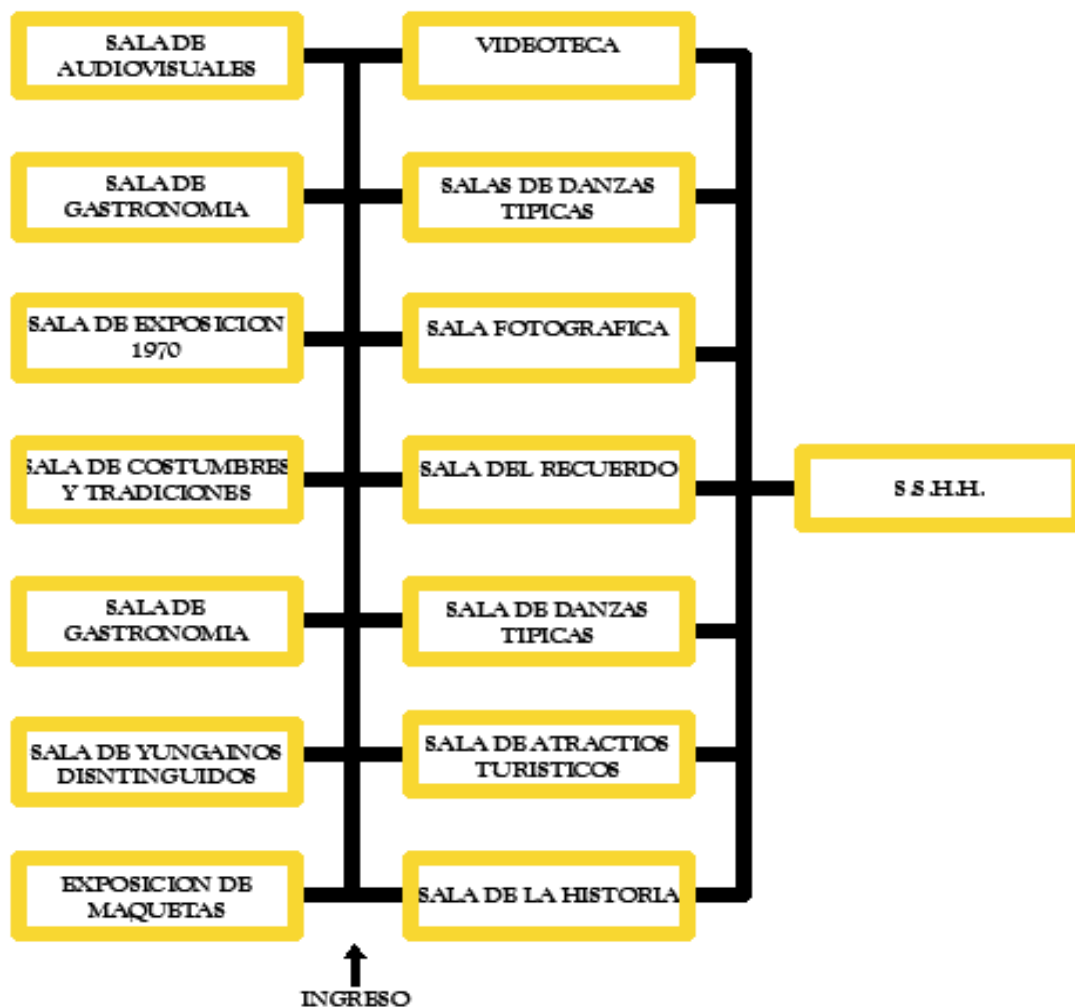 SALA DE
AUDIOVISUALES
VIDEOTECA
SALA DE
GASTRONOMIA
SALAS DE DANZAS
TIPICAS
SALA DE EXPOSICION
1970
SALA FOTOGRAFICA
SALA DE COSTUMBRES
Y TRADICIONES
SALA DEL RECUERDO
S.S.H.H.
SALA DE
GASTRONOMIA
SALA DE DANZAS
TIPICAS
SALA DE YUNGAINOS
DISNTINGUIDOS
SALA DE ATRACTIOS
TURISTICOS
EXPOSICION DE
MAQUETAS
SALA DE LA HISTORIA
INGRESO